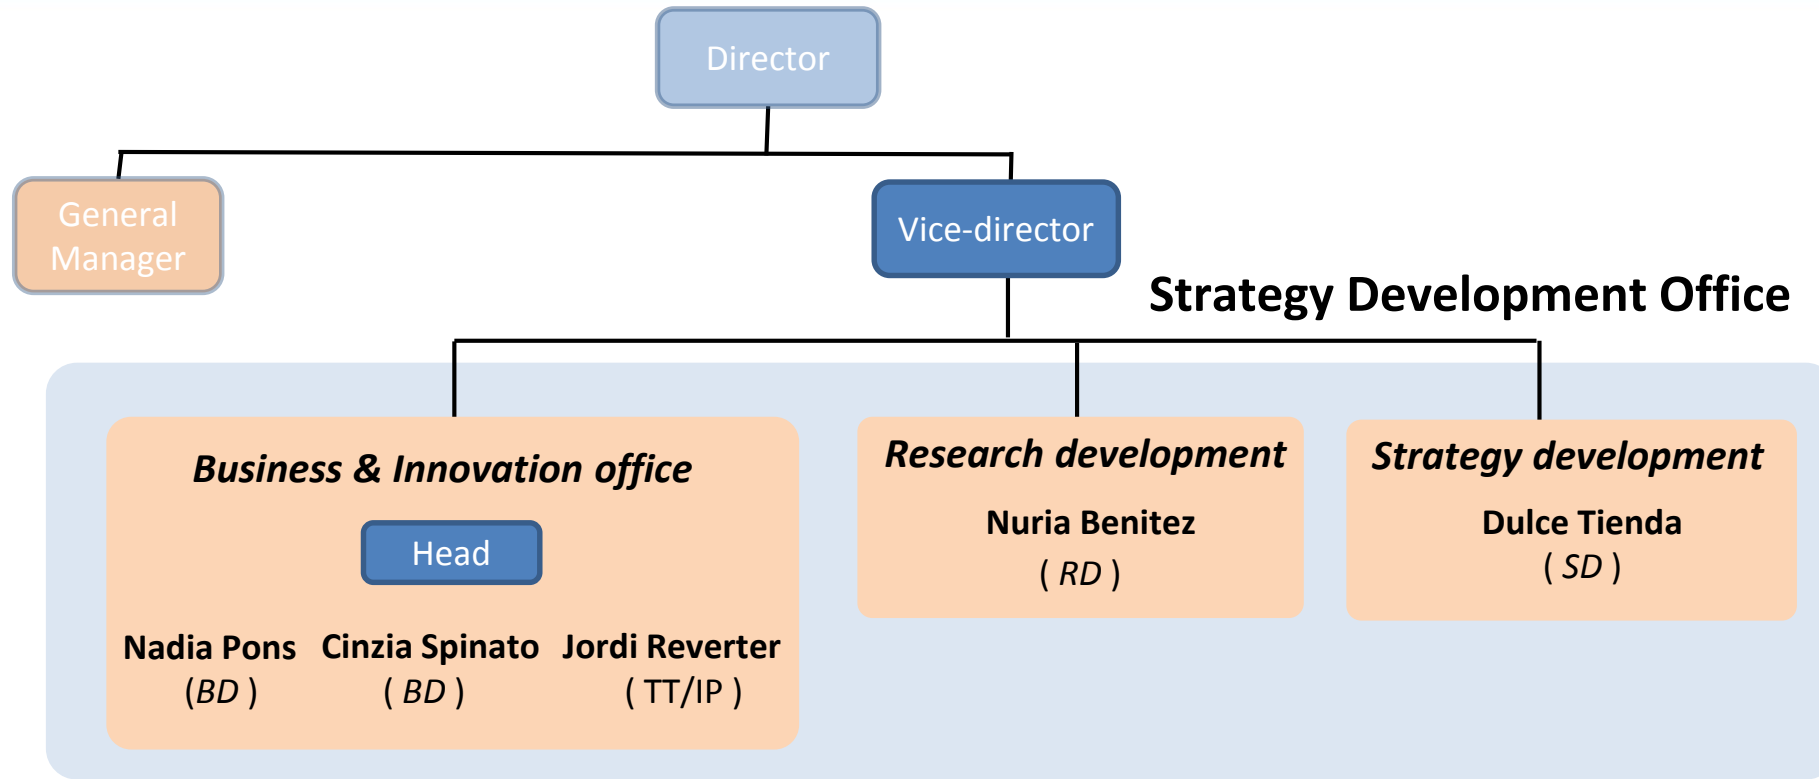 Director
General
Manager
Vice-director
Strategy Development Office
Business & Innovation office
Head
Nadia Pons
(BD )
Cinzia Spinato
( BD )
Jordi Reverter
( TT/IP )
Research development
Nuria Benitez
( RD )
Strategy development
Dulce Tienda
( SD )